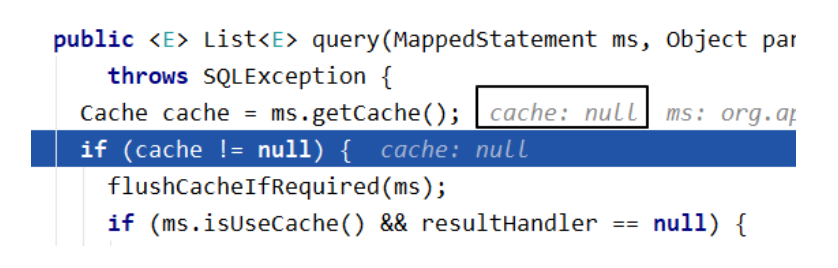 public <E> List<E> query(MappedStatement ms, Object par
throws SQLException {
Cache cache = ms.getCache(); cache: null ms: org.ap
if (cache != null) { cache: null
flushCacheIfRequired(ms);
if (ms.isUseCache() && resultHandler == null) {